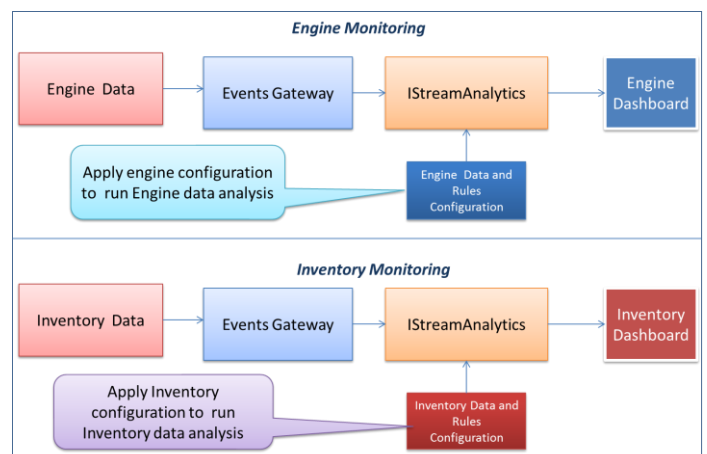 Engine Monitoring
Engine Data
Events Gateway
IStreamAnalytics
Engine
Dashboard
Apply engine configuration
to run Engine data analysis
Engine Data and
Rules
Configuration
Inventory Monitoring
Inventory Data
Events Gateway
IStreamAnalytics
Inventory
Dashboard
Apply Inventory
configuration to run
Inventory data analysis
Inventory Data and
Rules
Configuration